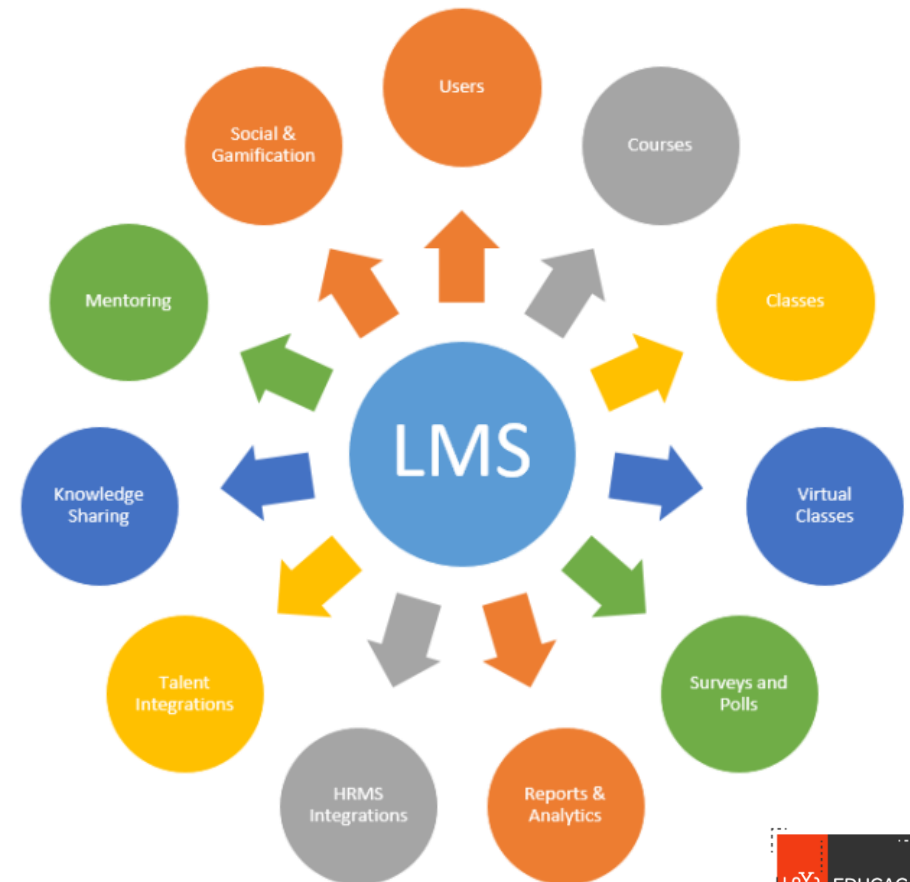 Users
Courses
Classes
Virtual
Classes
Surveys and
Polls
Reports &
Analytics
HRMS
Integrations
Talent
Integrations
Knowledge
Sharing
Mentoring
Social &
Gamification
LMS